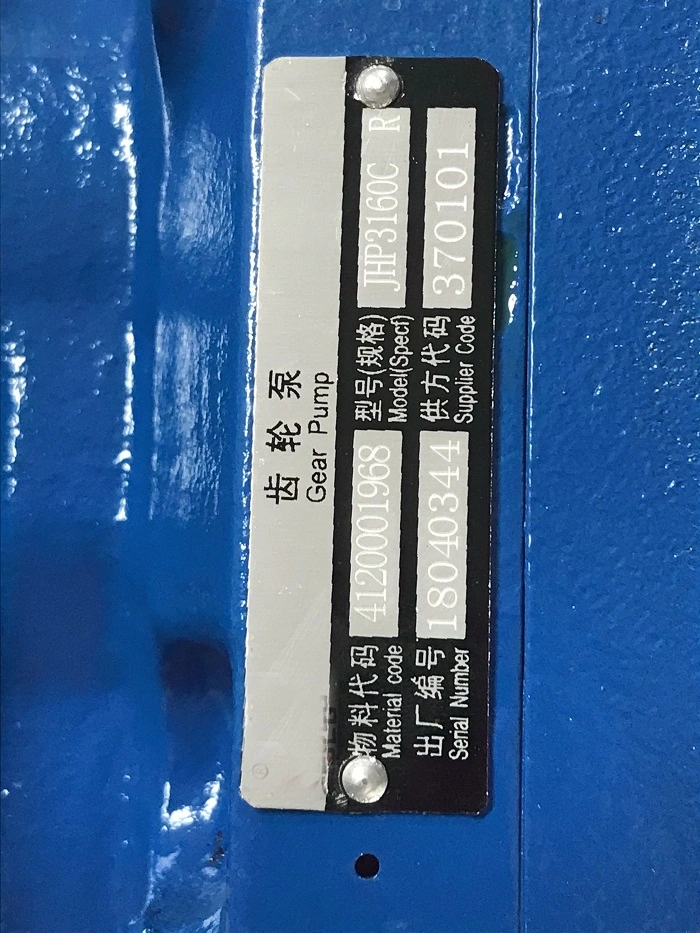 齿轮泵
Gear Pump
物料代码 4120001968 型号(规格) JHP3160C R
Material code Model(Specf)
出厂编号 18040344 供方代码 370101
Serial Number Supplier Code